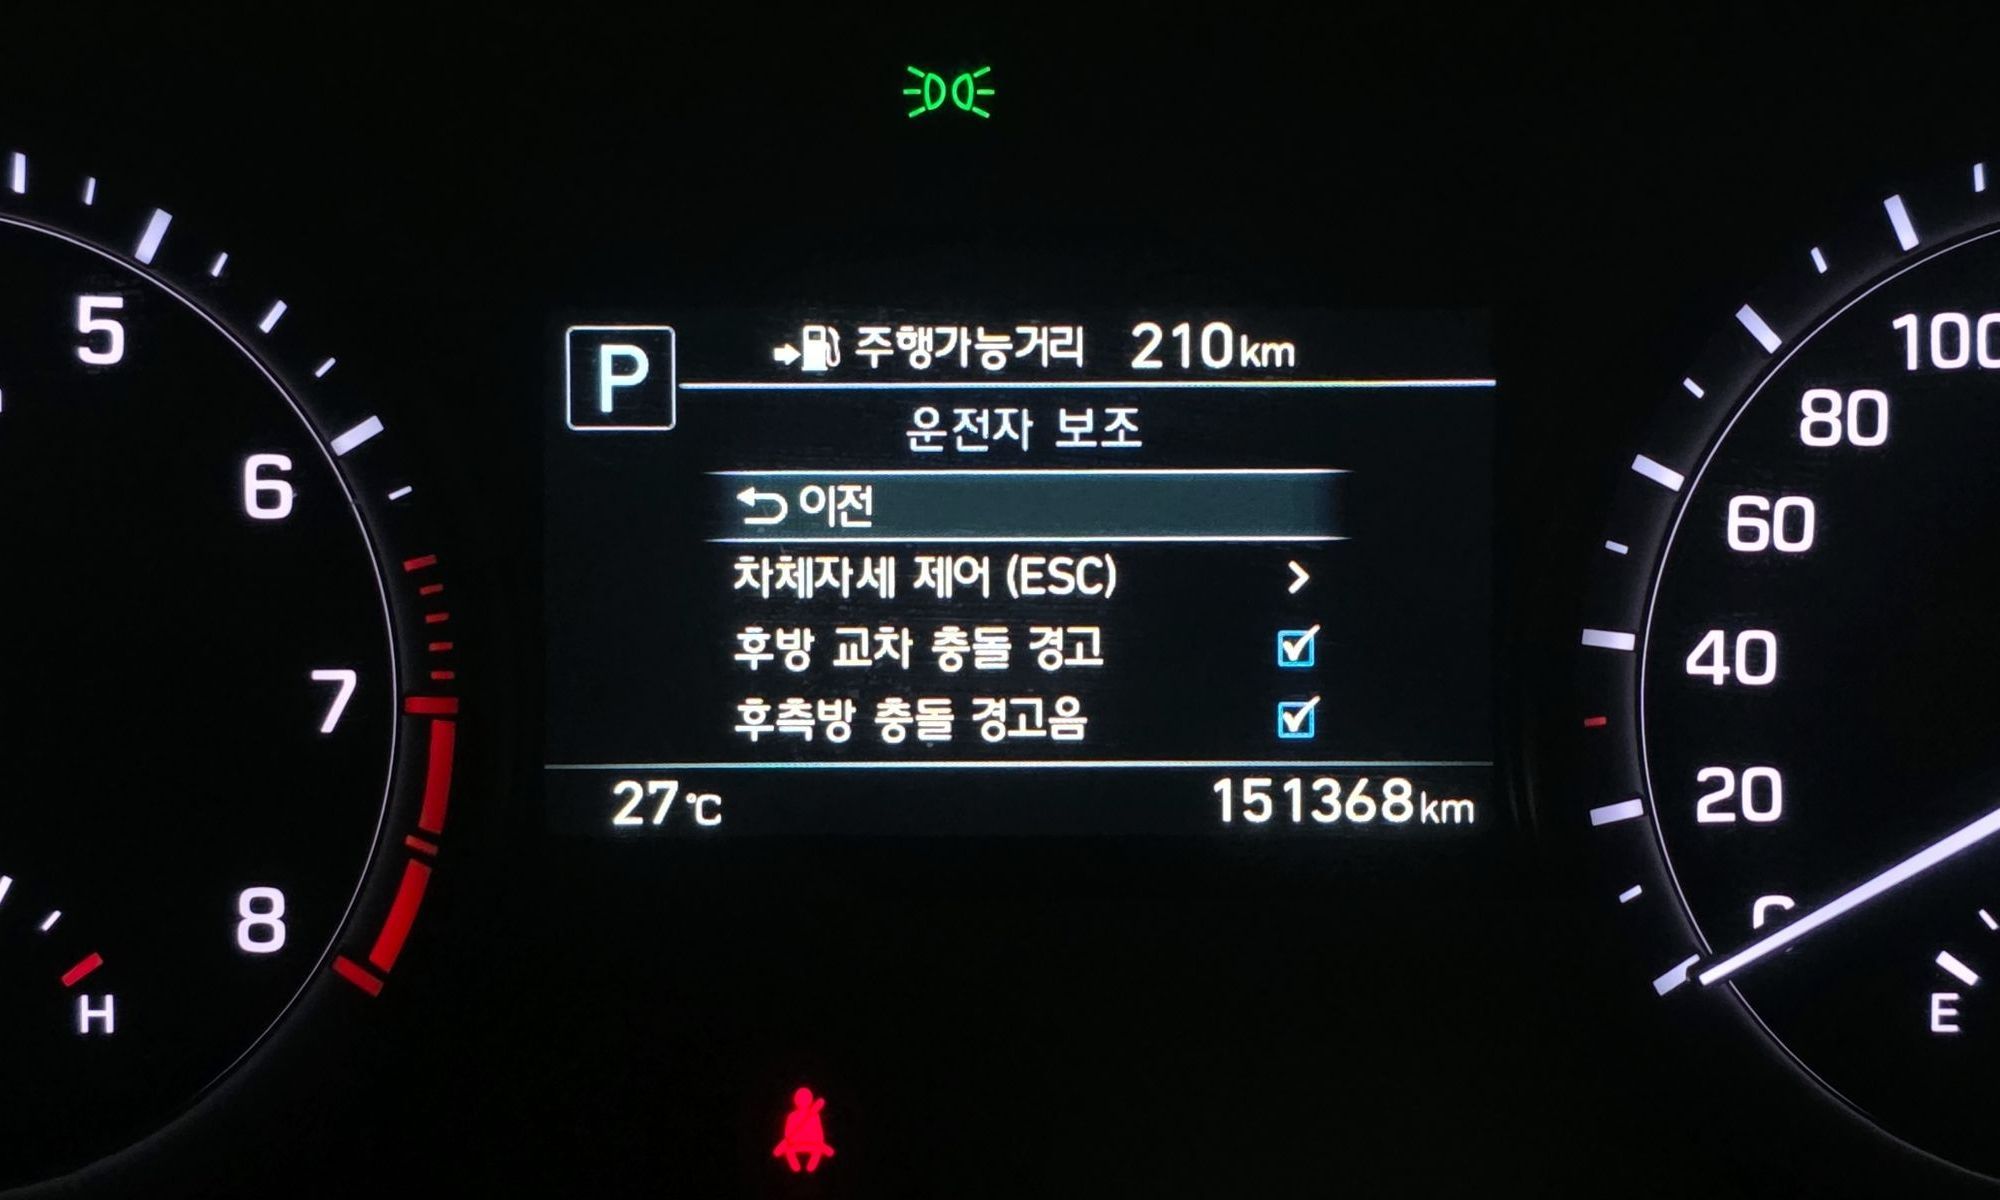 P
주행가능거리 210km
운전자 보조
이전
차체자세 제어 (ESC)
후방 교차 충돌 경고
후측방 충돌 경고음
27℃
151368km
5
6
7
8
H
100
80
60
40
20
0
E